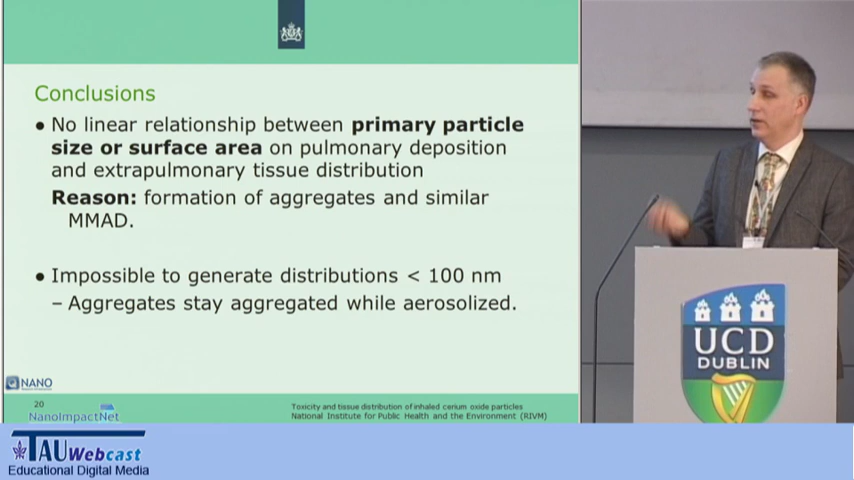 Conclusions
● No linear relationship between primary particle
size or surface area on pulmonary deposition
and extrapulmonary tissue distribution
Reason: formation of aggregates and similar
MMAD.
● Impossible to generate distributions < 100 nm
– Aggregates stay aggregated while aerosolized.
NANO
20
NanoImpactNet
Toxicity and tissue distribution of inhaled cerium oxide particles
National Institute for Public Health and the Environment (RIVM)
UCD
DUBLIN
TAU Webcast
Educational Digital Media